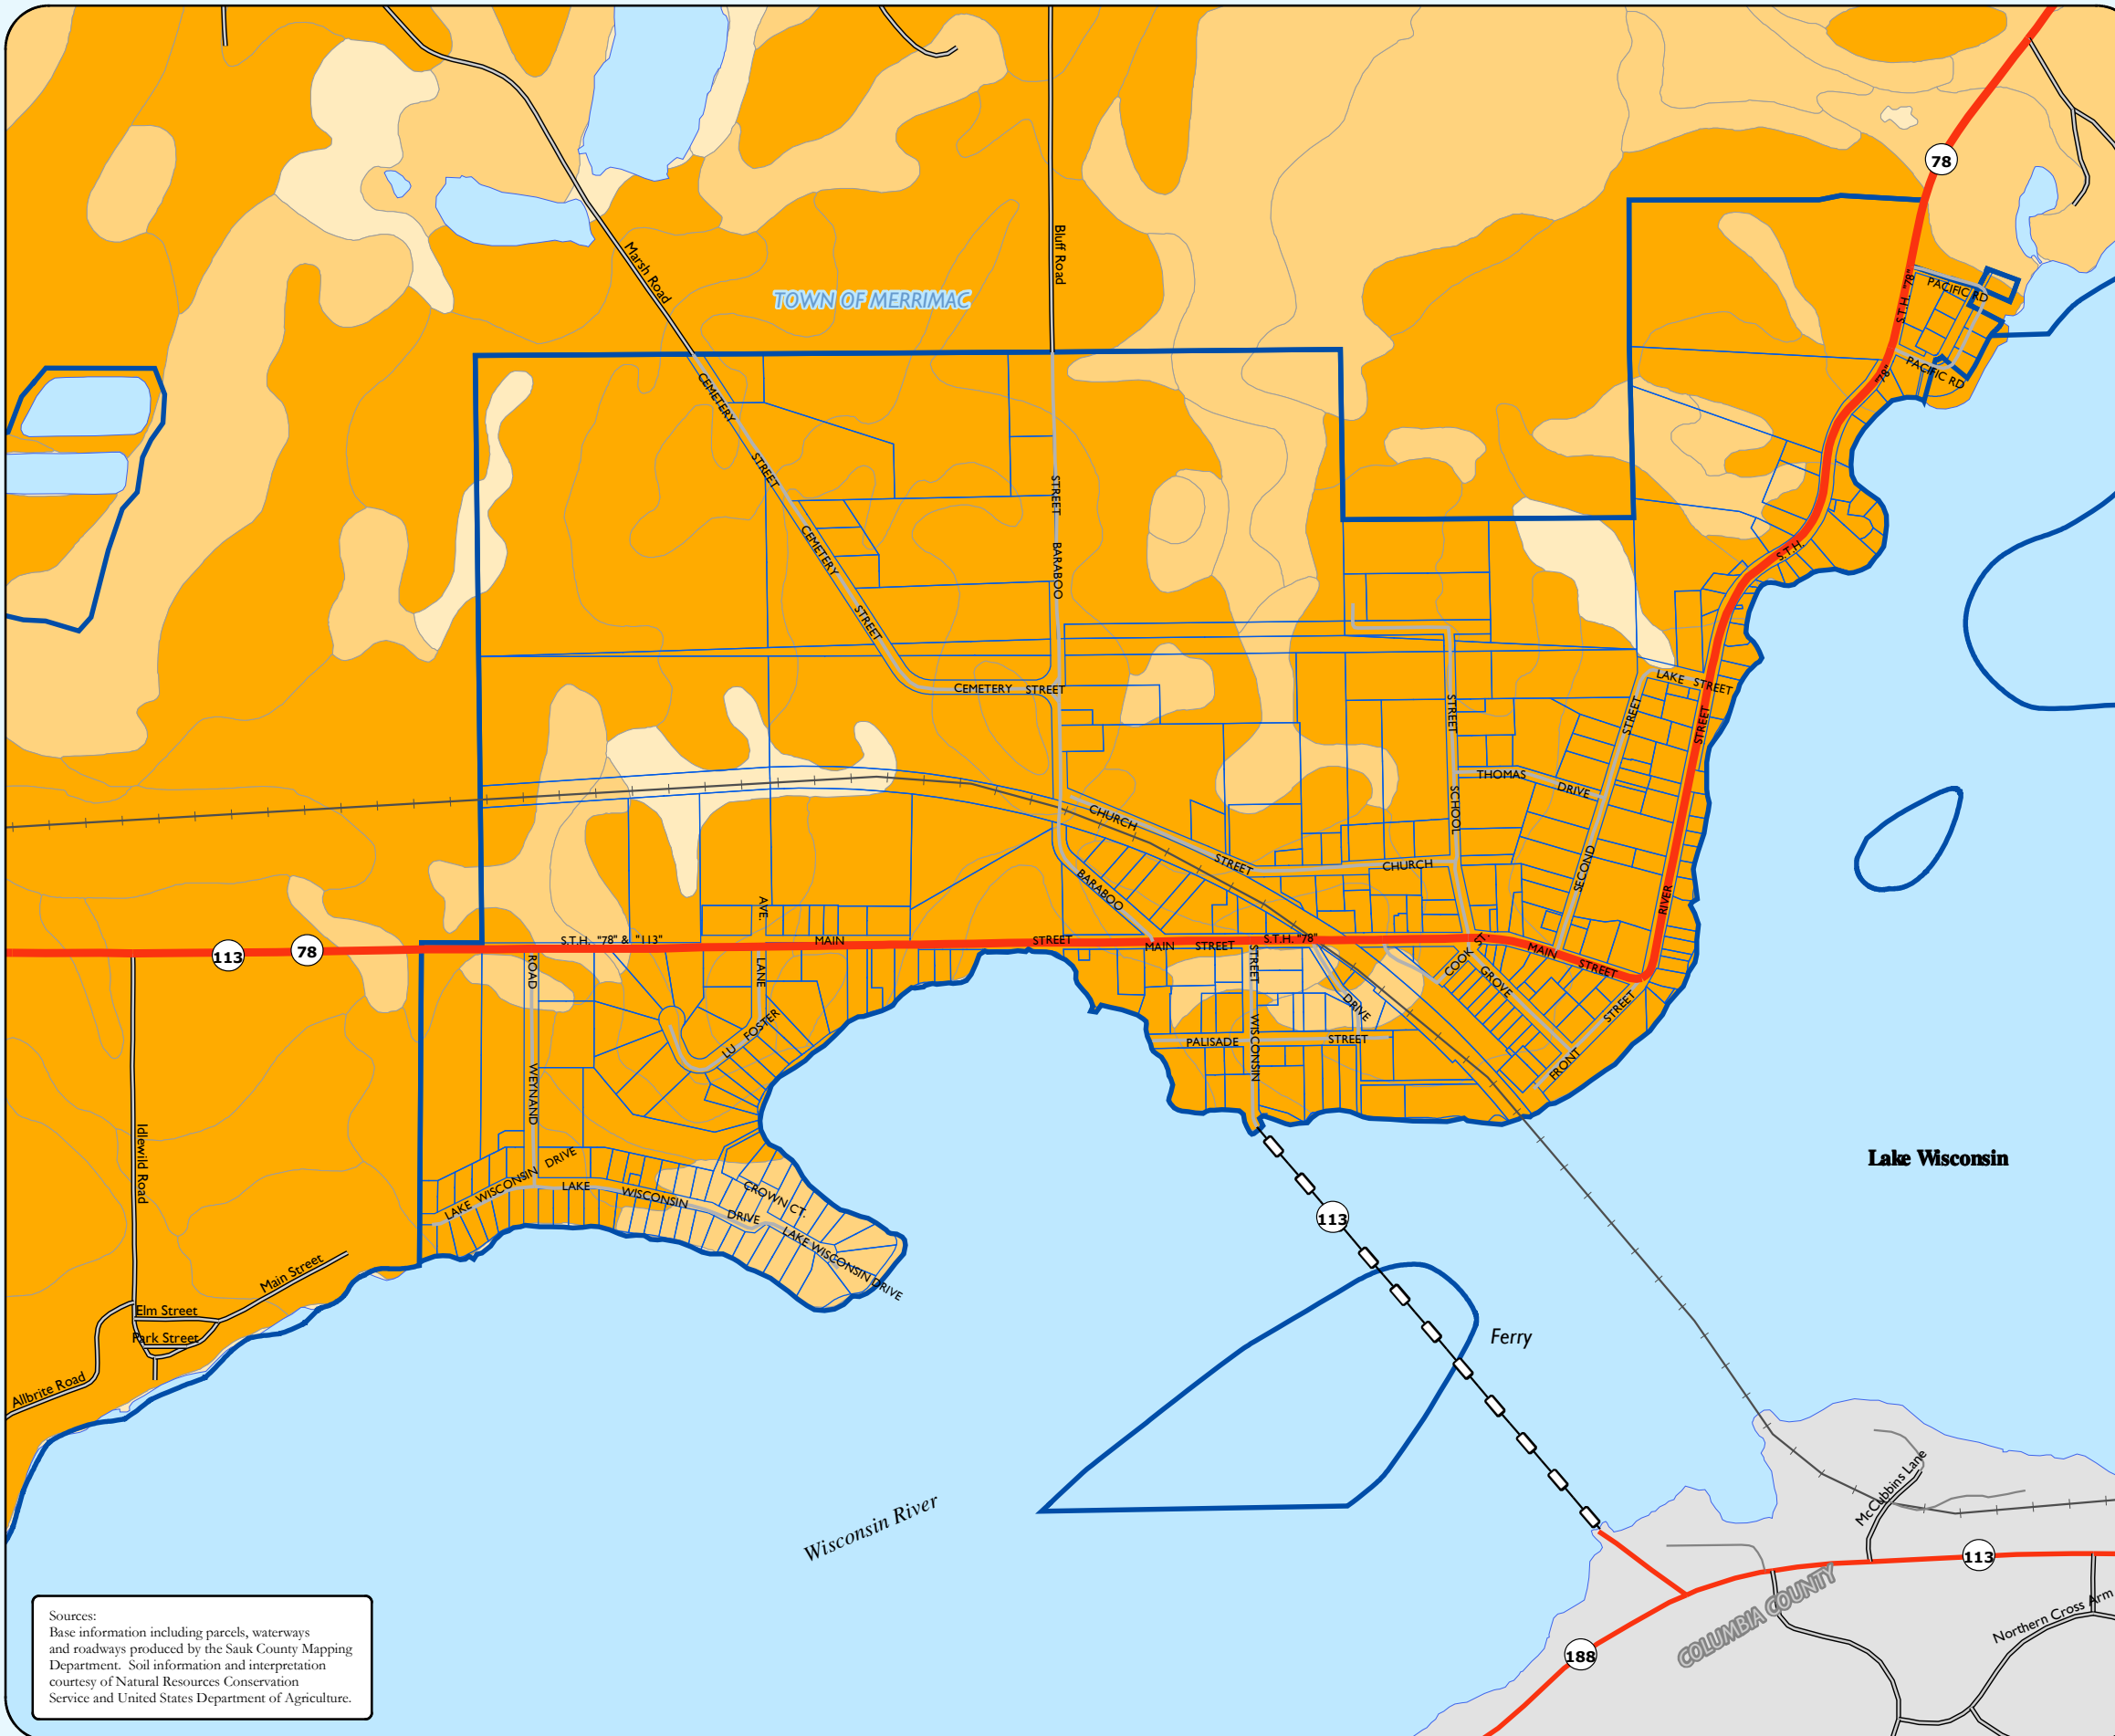 78
Marsh Road
Bluff Road
TOWN OF MERRIMAC
S.T.H. "78"
PACIFIC RD
PACIFIC RD
"78"
CEMETERY
STREET
CEMETERY
STREET
STREET
BARABOO
S.T.H.
CEMETERY STREET
LAKE STREET
STREET
STREET
STREET
THOMAS
DRIVE
SCHOOL
CHURCH
STREET
CHURCH
SECOND
BARABOO
RIVER
AVE.
113
78
S.T.H. "78" & "113"
MAIN
STREET
MAIN
STREET
S.T.H. "78"
COOK ST.
MAIN
STREET
ROAD
LANE
STREET
GROVE
DRIVE
STREET
LU FOSTER
WISCONSIN
PALISADE
STREET
FRONT
WEYNAND
Idlewild Road
DRIVE
LAKE WISCONSIN
LAKE
WISCONSIN
DRIVE
CROWN CT.
LAKE WISCONSIN DRIVE
Lake Wisconsin
113
Main Street
Elm Street
Park Street
Allbrite Road
Ferry
Wisconsin River
McCubbins Lane
113
COLUMBIA COUNTY
Northern Cross Arm
188
Sources:
Base information including parcels, waterways
and roadways produced by the Sauk County Mapping
Department. Soil information and interpretation
courtesy of Natural Resources Conservation
Service and United States Department of Agriculture.